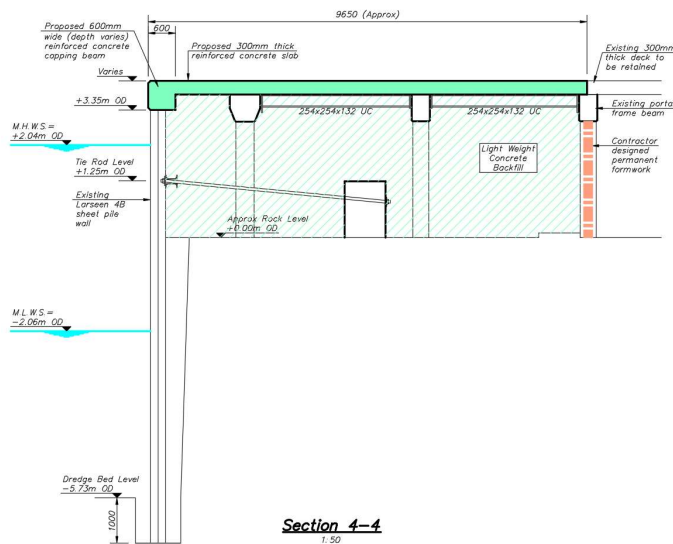 9650 (Approx)
600
Proposed 600mm
wide (depth varies)
reinforced concrete
capping beam
Proposed 300mm thick
reinforced concrete slab
Existing 300mm
thick deck to
be retained
Varies
+3.35m OD
254x254x132 UC
254x254x132 UC
Existing porta
frame beam
M.H.W.S.=
+2.04m OD
Light Weight
Concrete
Backfill
Contractor
designed
permanent
formwork
Tie Rod Level
+1.25m OD
Existing
Larseen 4B
sheet pile
wall
Approx Rock Level
+0.00m OD
M.L.W.S.=
-2.06m OD
Dredge Bed Level
-5.73m OD
1000
Section 4-4
1:50